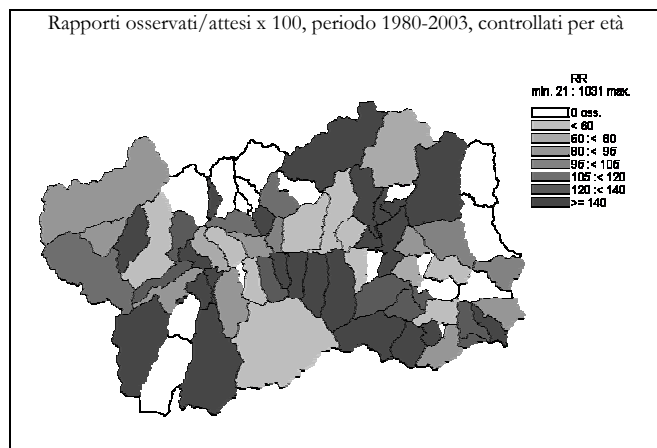 Rapporti osservati/attesi x 100, periodo 1980-2003, controllati per età
RR
min. 21 : 1031 max.
0 oss.
< 60
60 :< 80
80 :< 95
95 :< 105
105 :< 120
120 :< 140
>= 140